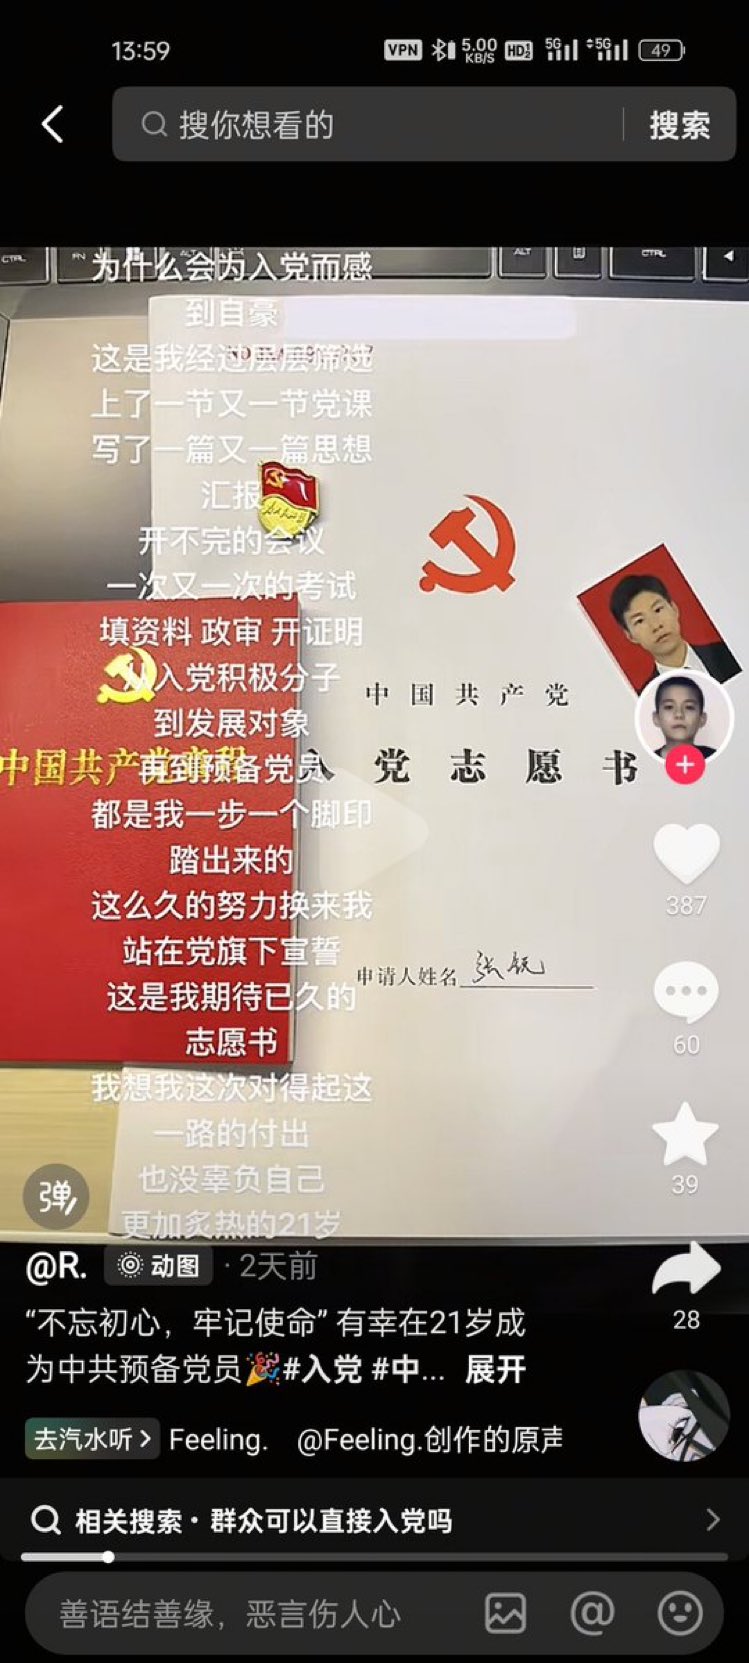 13:59
VPN
5.00
KB/S
HD
5G
5G
49
搜你想看的
搜索
CTRL
FN
ALT
ALT
CTRL
为什么会为入党而感
到自豪
这是我经过层层筛选
上了一节又一节党课
写了一篇又一篇思想
汇报
开不完的会议
一次又一次的考试
填资料 政审 开证明
从入党积极分子
到发展对象
再到预备党员
都是我一步一个脚印
踏出来的
这么久的努力换来我
站在党旗下宣誓
这是我期待已久的
志愿书
我想我这次对得起这
一路的付出
也没辜负自己
更加炙热的21岁
中国共产党章程
中国共产党
入党志愿书
申请人姓名
387
60
39
28
弹
@R.
动图
· 2天前
“不忘初心，牢记使命” 有幸在21岁成
为中共预备党员🎉#入党 #中... 展开
去汽水听 >
Feeling. @Feeling.创作的原声
相关搜索 · 群众可以直接入党吗
善语结善缘，恶言伤人心